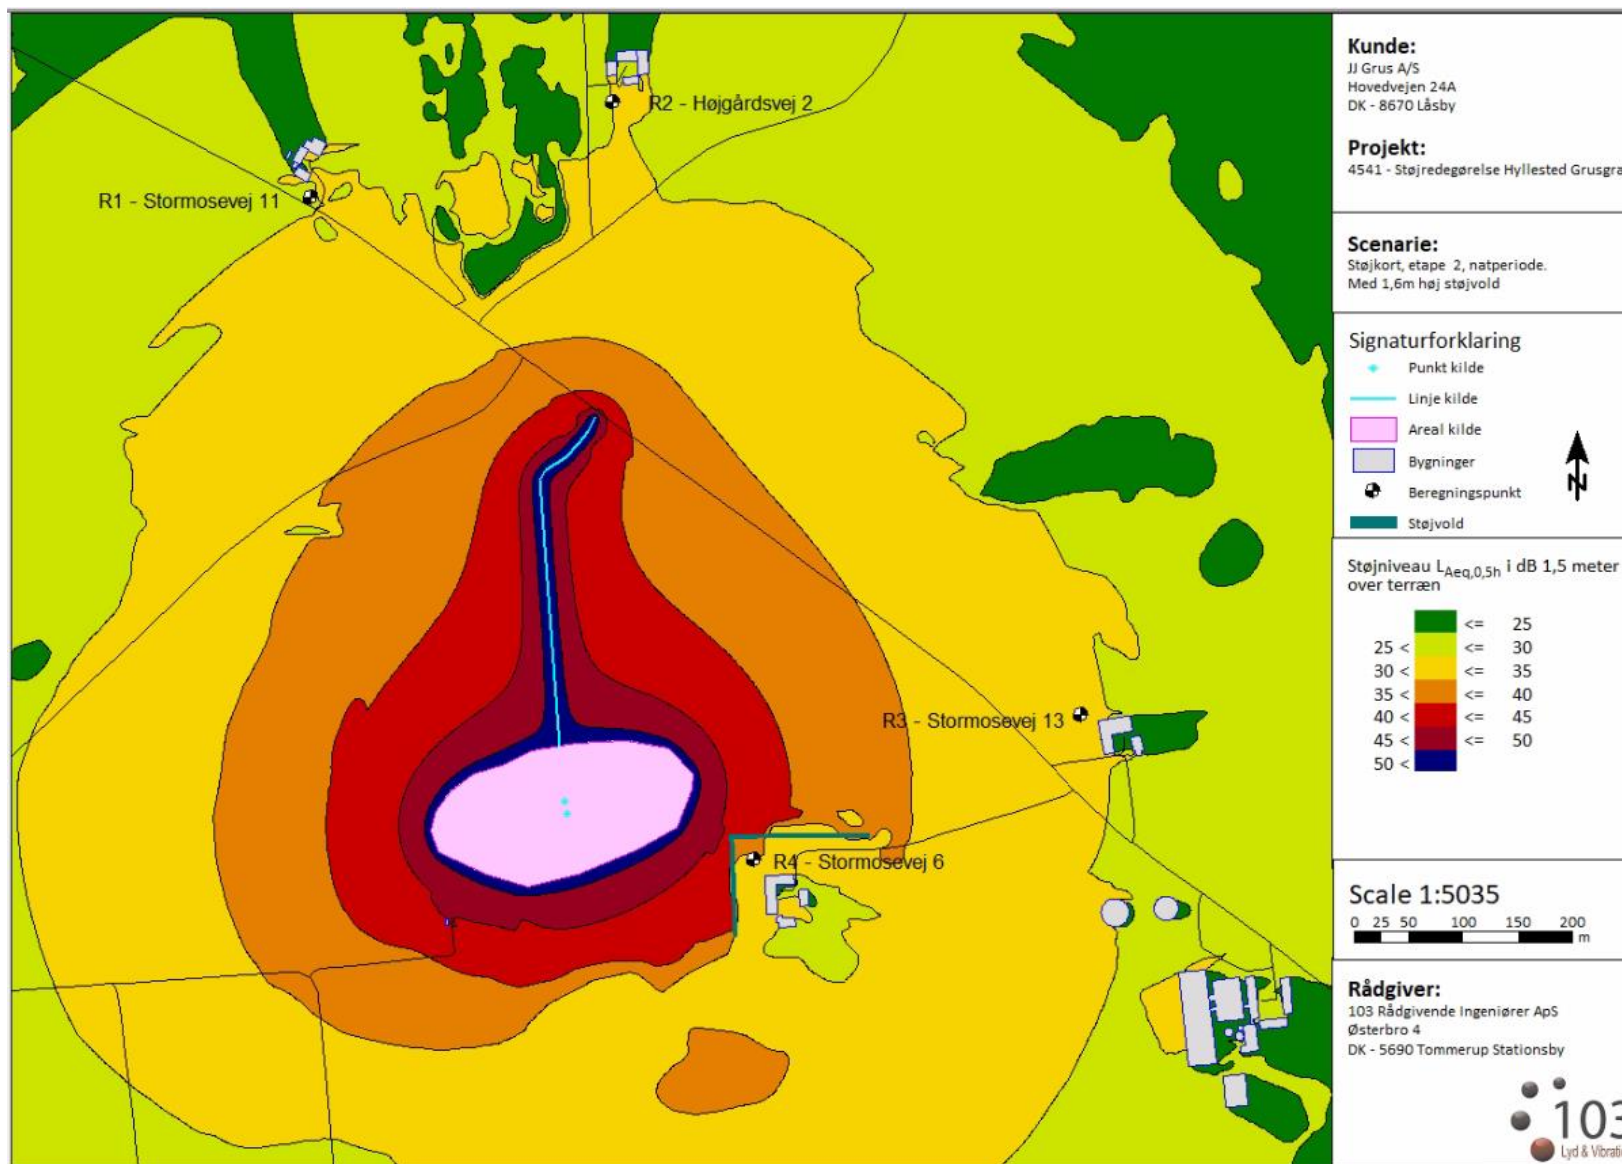 R2 - Højgårdsvej 2
R1 - Stormosevej 11
R3 - Stormosevej 13
R4 - Stormosevej 6
Kunde:
JJ Grus A/S
Hovedvejen 24A
DK - 8670 Låsby
Projekt:
4541 - Støjredegørelse Hyllested Grusgra
Scenarie:
Støjkort, etape 2, natperiode.
Med 1,6m høj støjvold
Signaturforklaring
Punkt kilde
Linje kilde
Areal kilde
Bygninger
Beregningspunkt
Støjvold
N
Støjniveau LAeq,0,5h i dB 1,5 meter
over terræn
<= 25
25 < <= 30
30 < <= 35
35 < <= 40
40 < <= 45
45 < <= 50
50 <
Scale 1:5035
0 25 50 100 150 200
m
Rådgiver:
103 Rådgivende Ingeniører ApS
Østerbro 4
DK - 5690 Tommerup Stationsby
103
Lyd & Vibrati